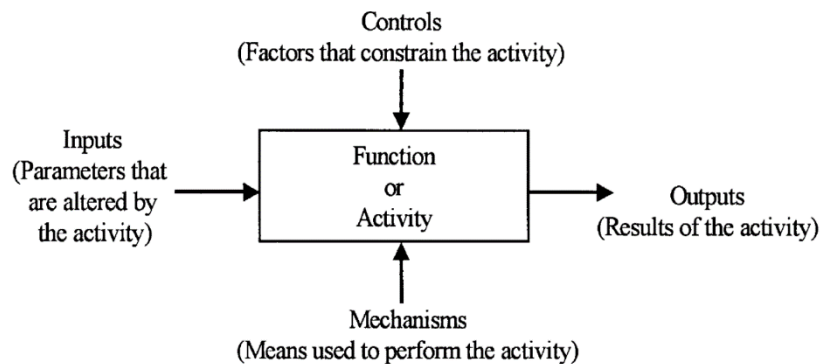 Controls
(Factors that constrain the activity)
Inputs
(Parameters that
are altered by
the activity)
Function
or
Activity
Outputs
(Results of the activity)
Mechanisms
(Means used to perform the activity)